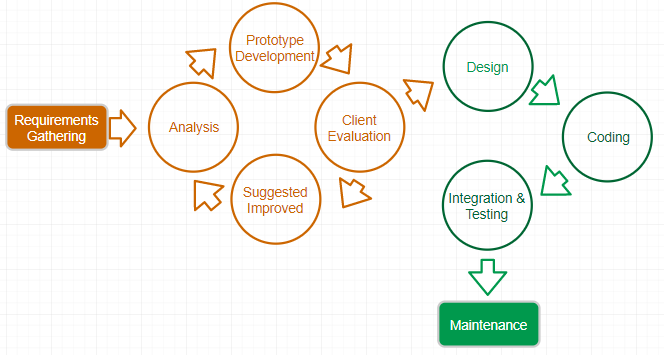 Requirements
Gathering
Analysis
Prototype
Development
Client
Evaluation
Suggested
Improved
Design
Coding
Integration &
Testing
Maintenance